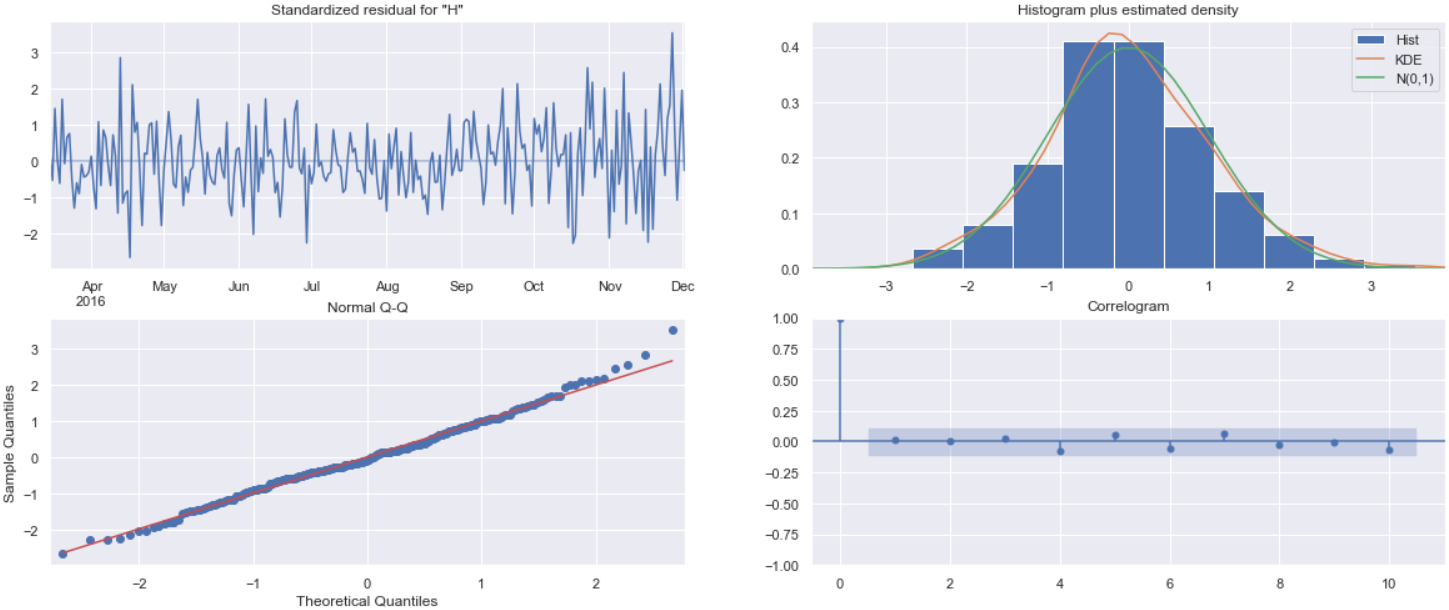 Standardized residual for "H"
3
2
1
0
−1
−2
Apr May Jun Jul Aug Sep Oct Nov Dec
2016
Histogram plus estimated density
Hist
KDE
N(0,1)
0.4
0.3
0.2
0.1
0.0
−3 −2 −1 0 1 2 3
Normal Q-Q
Sample Quantiles
3
2
1
0
−1
−2
−2 −1 0 1 2
Theoretical Quantiles
Correlogram
1.00
0.75
0.50
0.25
0.00
−0.25
−0.50
−0.75
−1.00
0 2 4 6 8 10